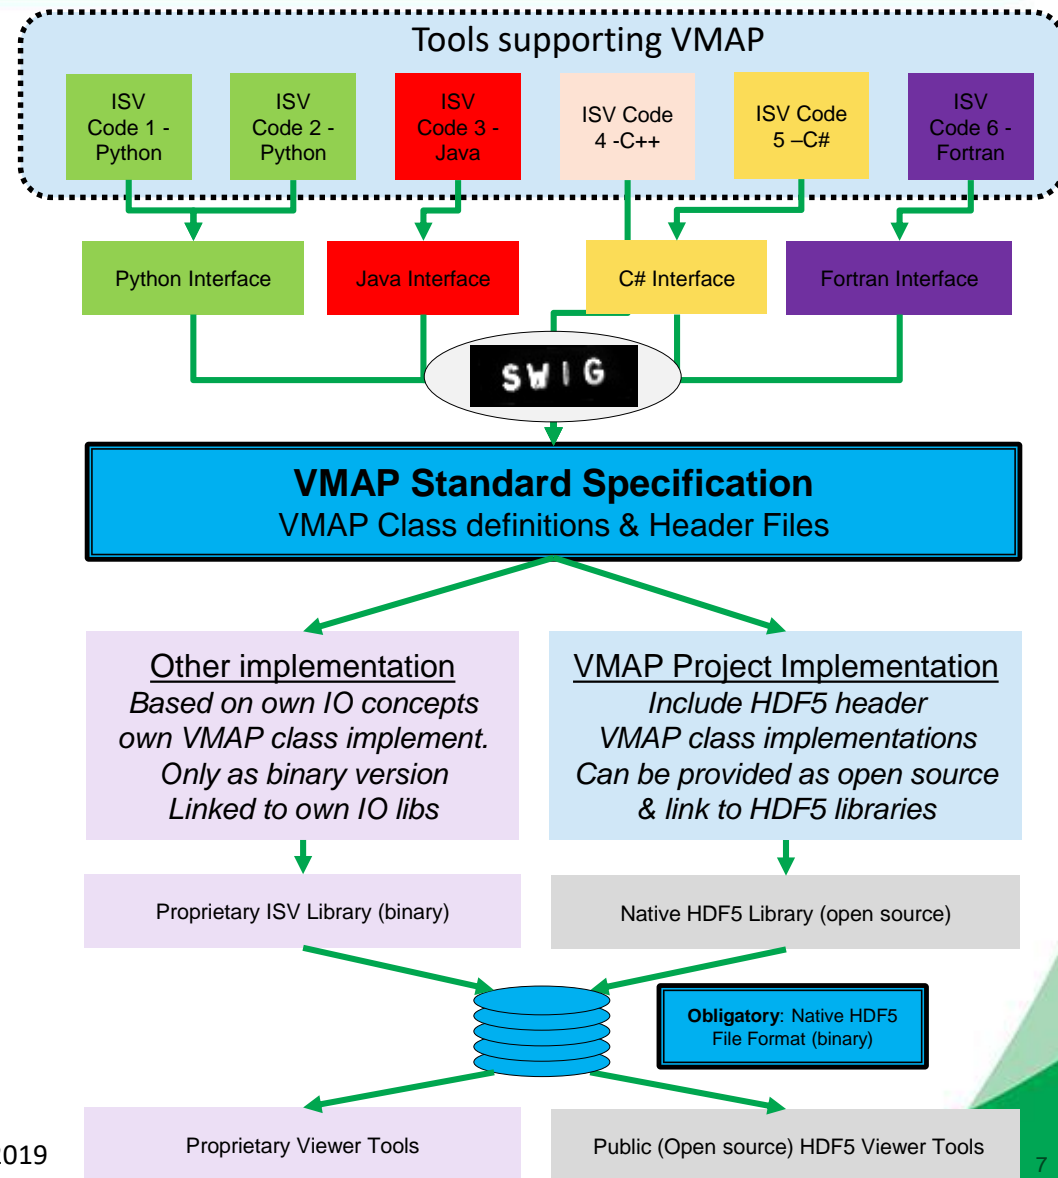 Tools supporting VMAP
ISV
Code 1 -
Python
ISV
Code 2 -
Python
ISV
Code 3 -
Java
ISV Code
4 -C++
ISV Code
5 –C#
ISV
Code 6 -
Fortran
Python Interface
Java Interface
C# Interface
Fortran Interface
SWIG
VMAP Standard Specification
VMAP Class definitions & Header Files
Other implementation
Based on own IO concepts
own VMAP class implement.
Only as binary version
Linked to own IO libs
VMAP Project Implementation
Include HDF5 header
VMAP class implementations
Can be provided as open source
& link to HDF5 libraries
Proprietary ISV Library (binary)
Native HDF5 Library (open source)
Obligatory: Native HDF5
File Format (binary)
Proprietary Viewer Tools
Public (Open source) HDF5 Viewer Tools
2019
7